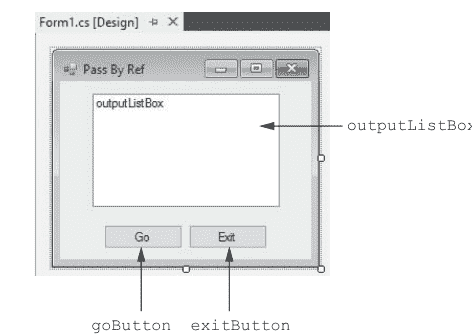 Form1.cs [Design]
Pass By Ref
outputListBox
outputListBox
Go
Exit
goButton exitButton